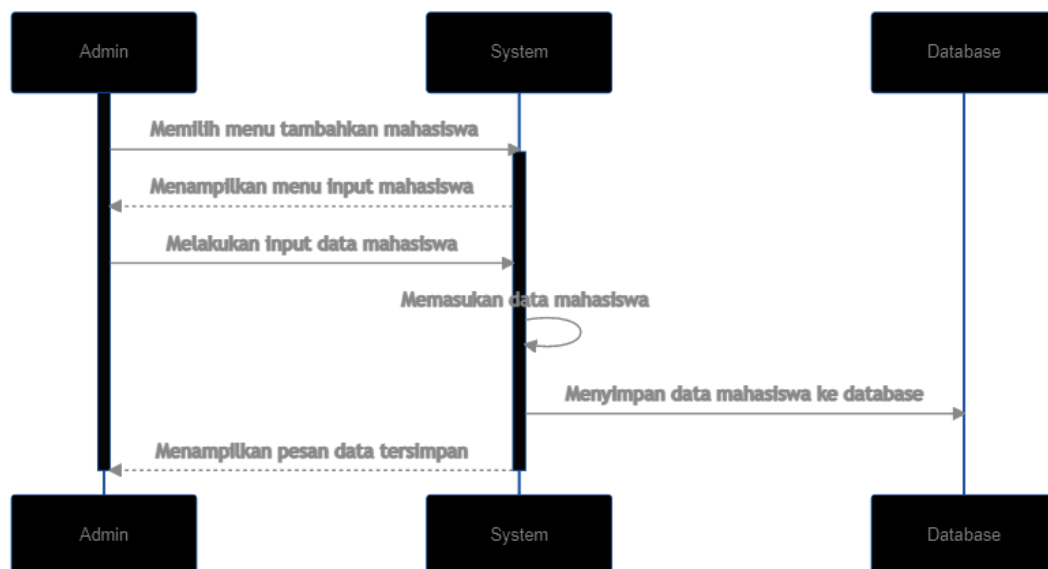 Admin
System
Database
Memilih menu tambahkan mahasiswa
Menampilkan menu input mahasiswa
Melakukan input data mahasiswa
Memasukan data mahasiswa
Menyimpan data mahasiswa ke database
Menampilkan pesan data tersimpan
Admin
System
Database